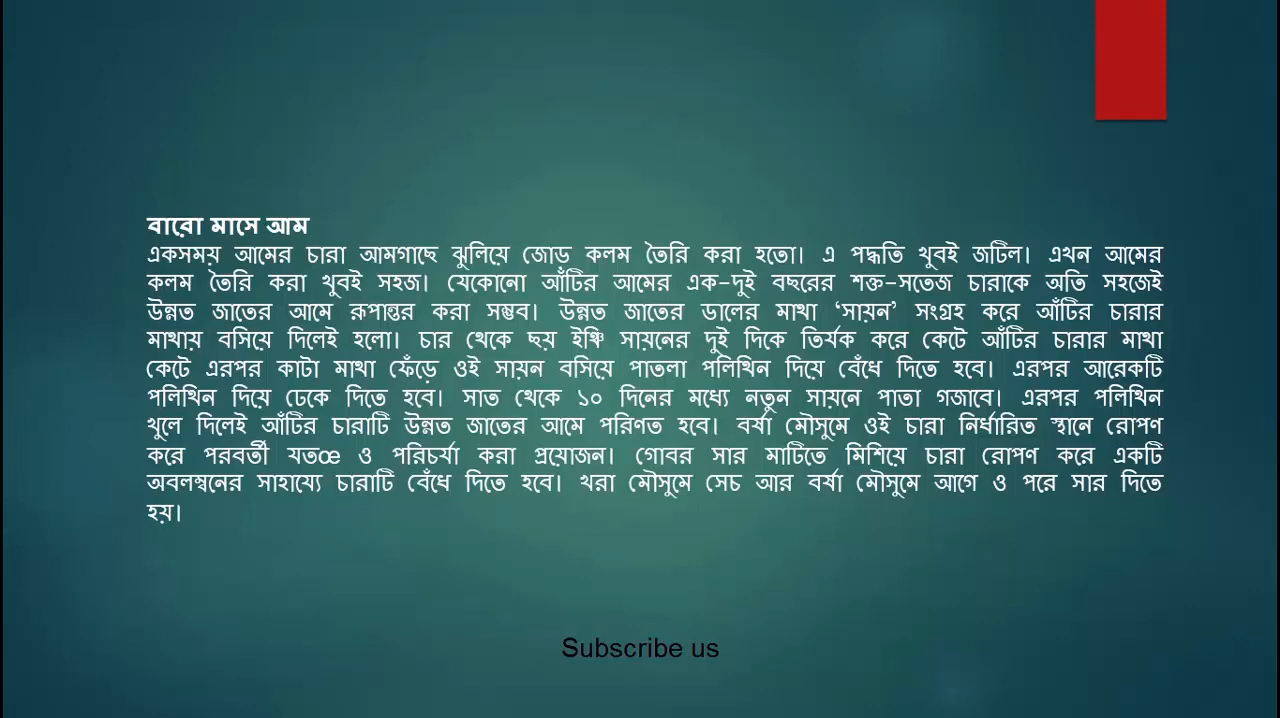 বারো মাসে আম
একসময় আমের চারা আমগাছে ঝুলিয়ে জোড় কলম তৈরি করা হতো। এ পদ্ধতি খুবই জটিল। এখন আমের
কলম তৈরি করা খুবই সহজ। যেকোনো আঁটির আমের এক-দুই বছরের শক্ত-সতেজ চারাকে অতি সহজেই
উন্নত জাতের আমে রূপান্তর করা সম্ভব। উন্নত জাতের ডালের মাথা ‘সায়ন’ সংগ্রহ করে আঁটির চারার
মাথায় বসিয়ে দিলেই হলো। চার থেকে ছয় ইঞ্চি সায়নের দুই দিকে তির্যক করে কেটে আঁটির চারার মাথা
কেটে এরপর কাটা মাথা ফেঁড়ে ওই সায়ন বসিয়ে পাতলা পলিথিন দিয়ে বেঁধে দিতে হবে। এরপর আরেকটি
পলিথিন দিয়ে ঢেকে দিতে হবে। সাত থেকে ১০ দিনের মধ্যে নতুন সায়নে পাতা গজাবে। এরপর পলিথিন
খুলে দিলেই আঁটির চারাটি উন্নত জাতের আমে পরিণত হবে। বর্ষা মৌসুমে ওই চারা নির্ধারিত স্থানে রোপণ
করে পরবর্তী যতœ ও পরিচর্যা করা প্রয়োজন। গোবর সার মাটিতে মিশিয়ে চারা রোপণ করে একটি
অবলম্বনের সাহায্যে চারাটি বেঁধে দিতে হবে। খরা মৌসুমে সেচ আর বর্ষা মৌসুমে আগে ও পরে সার দিতে
হয়।
Subscribe us